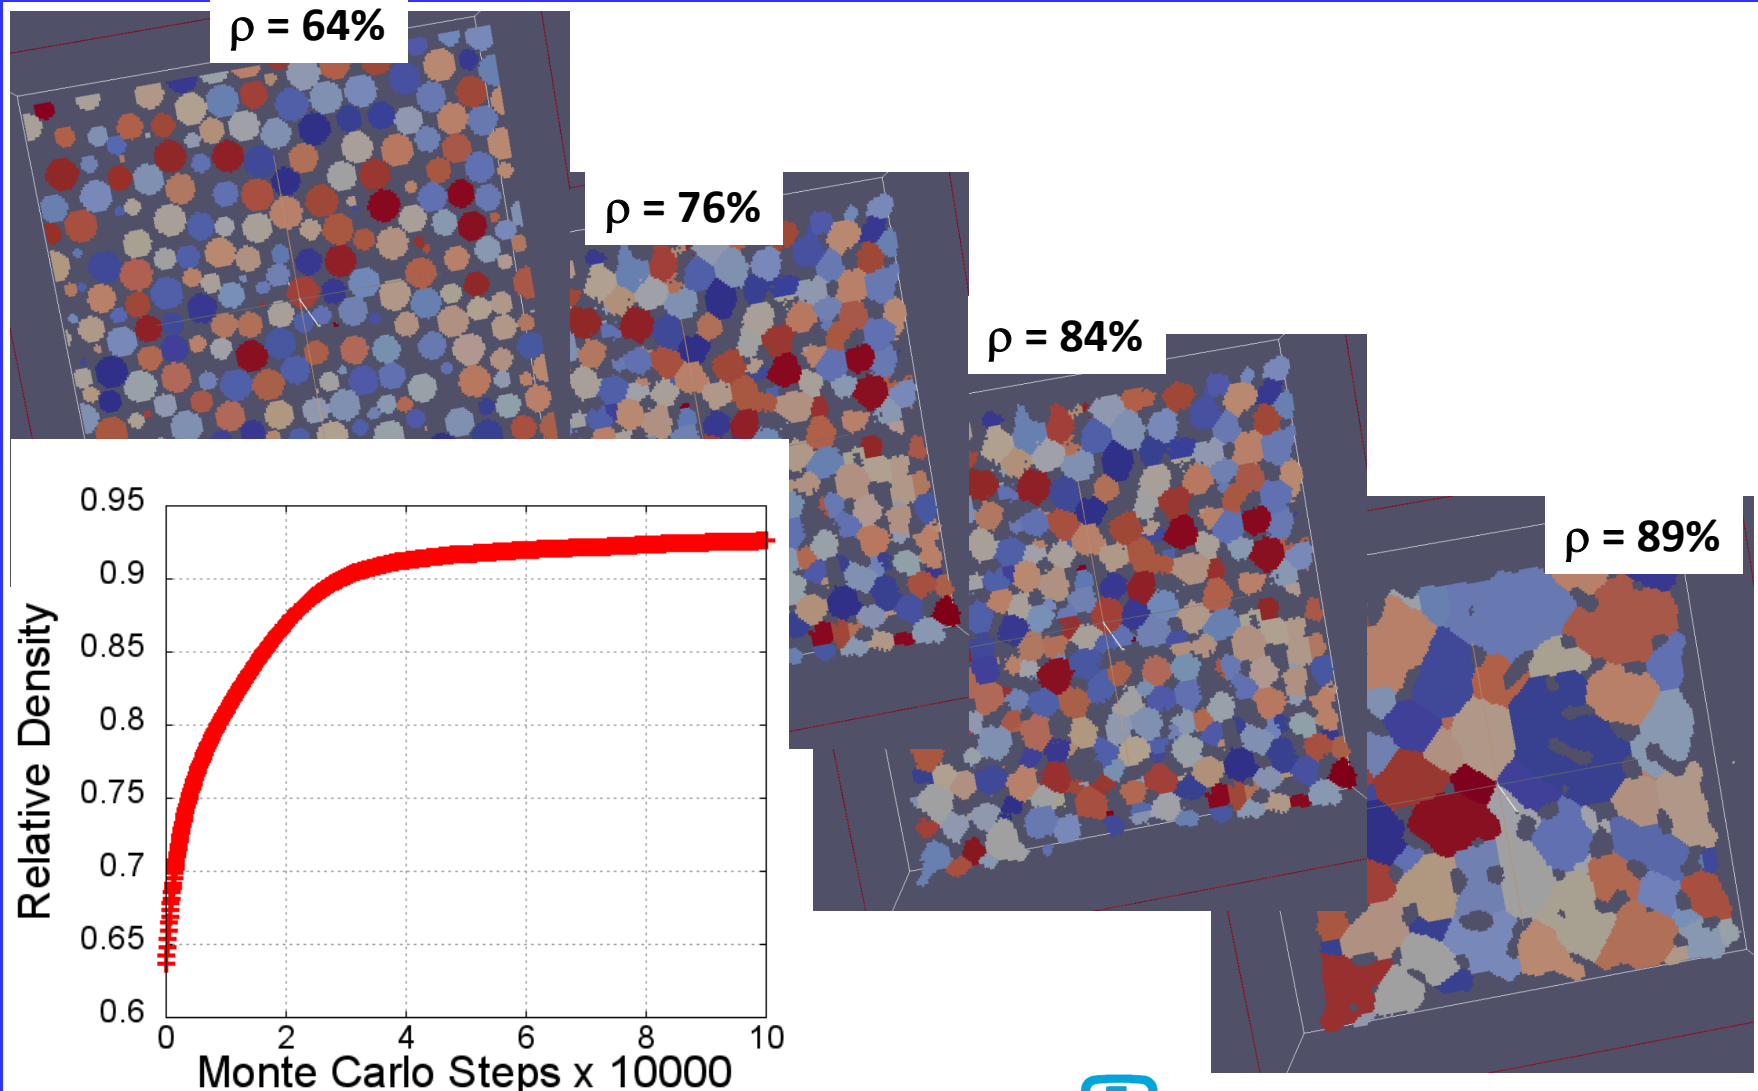 ρ = 64%
ρ = 76%
ρ = 84%
ρ = 89%
0.95
0.9
0.85
0.8
0.75
0.7
0.65
0.6
0 2 4 6 8 10
Relative Density
Monte Carlo Steps x 10000